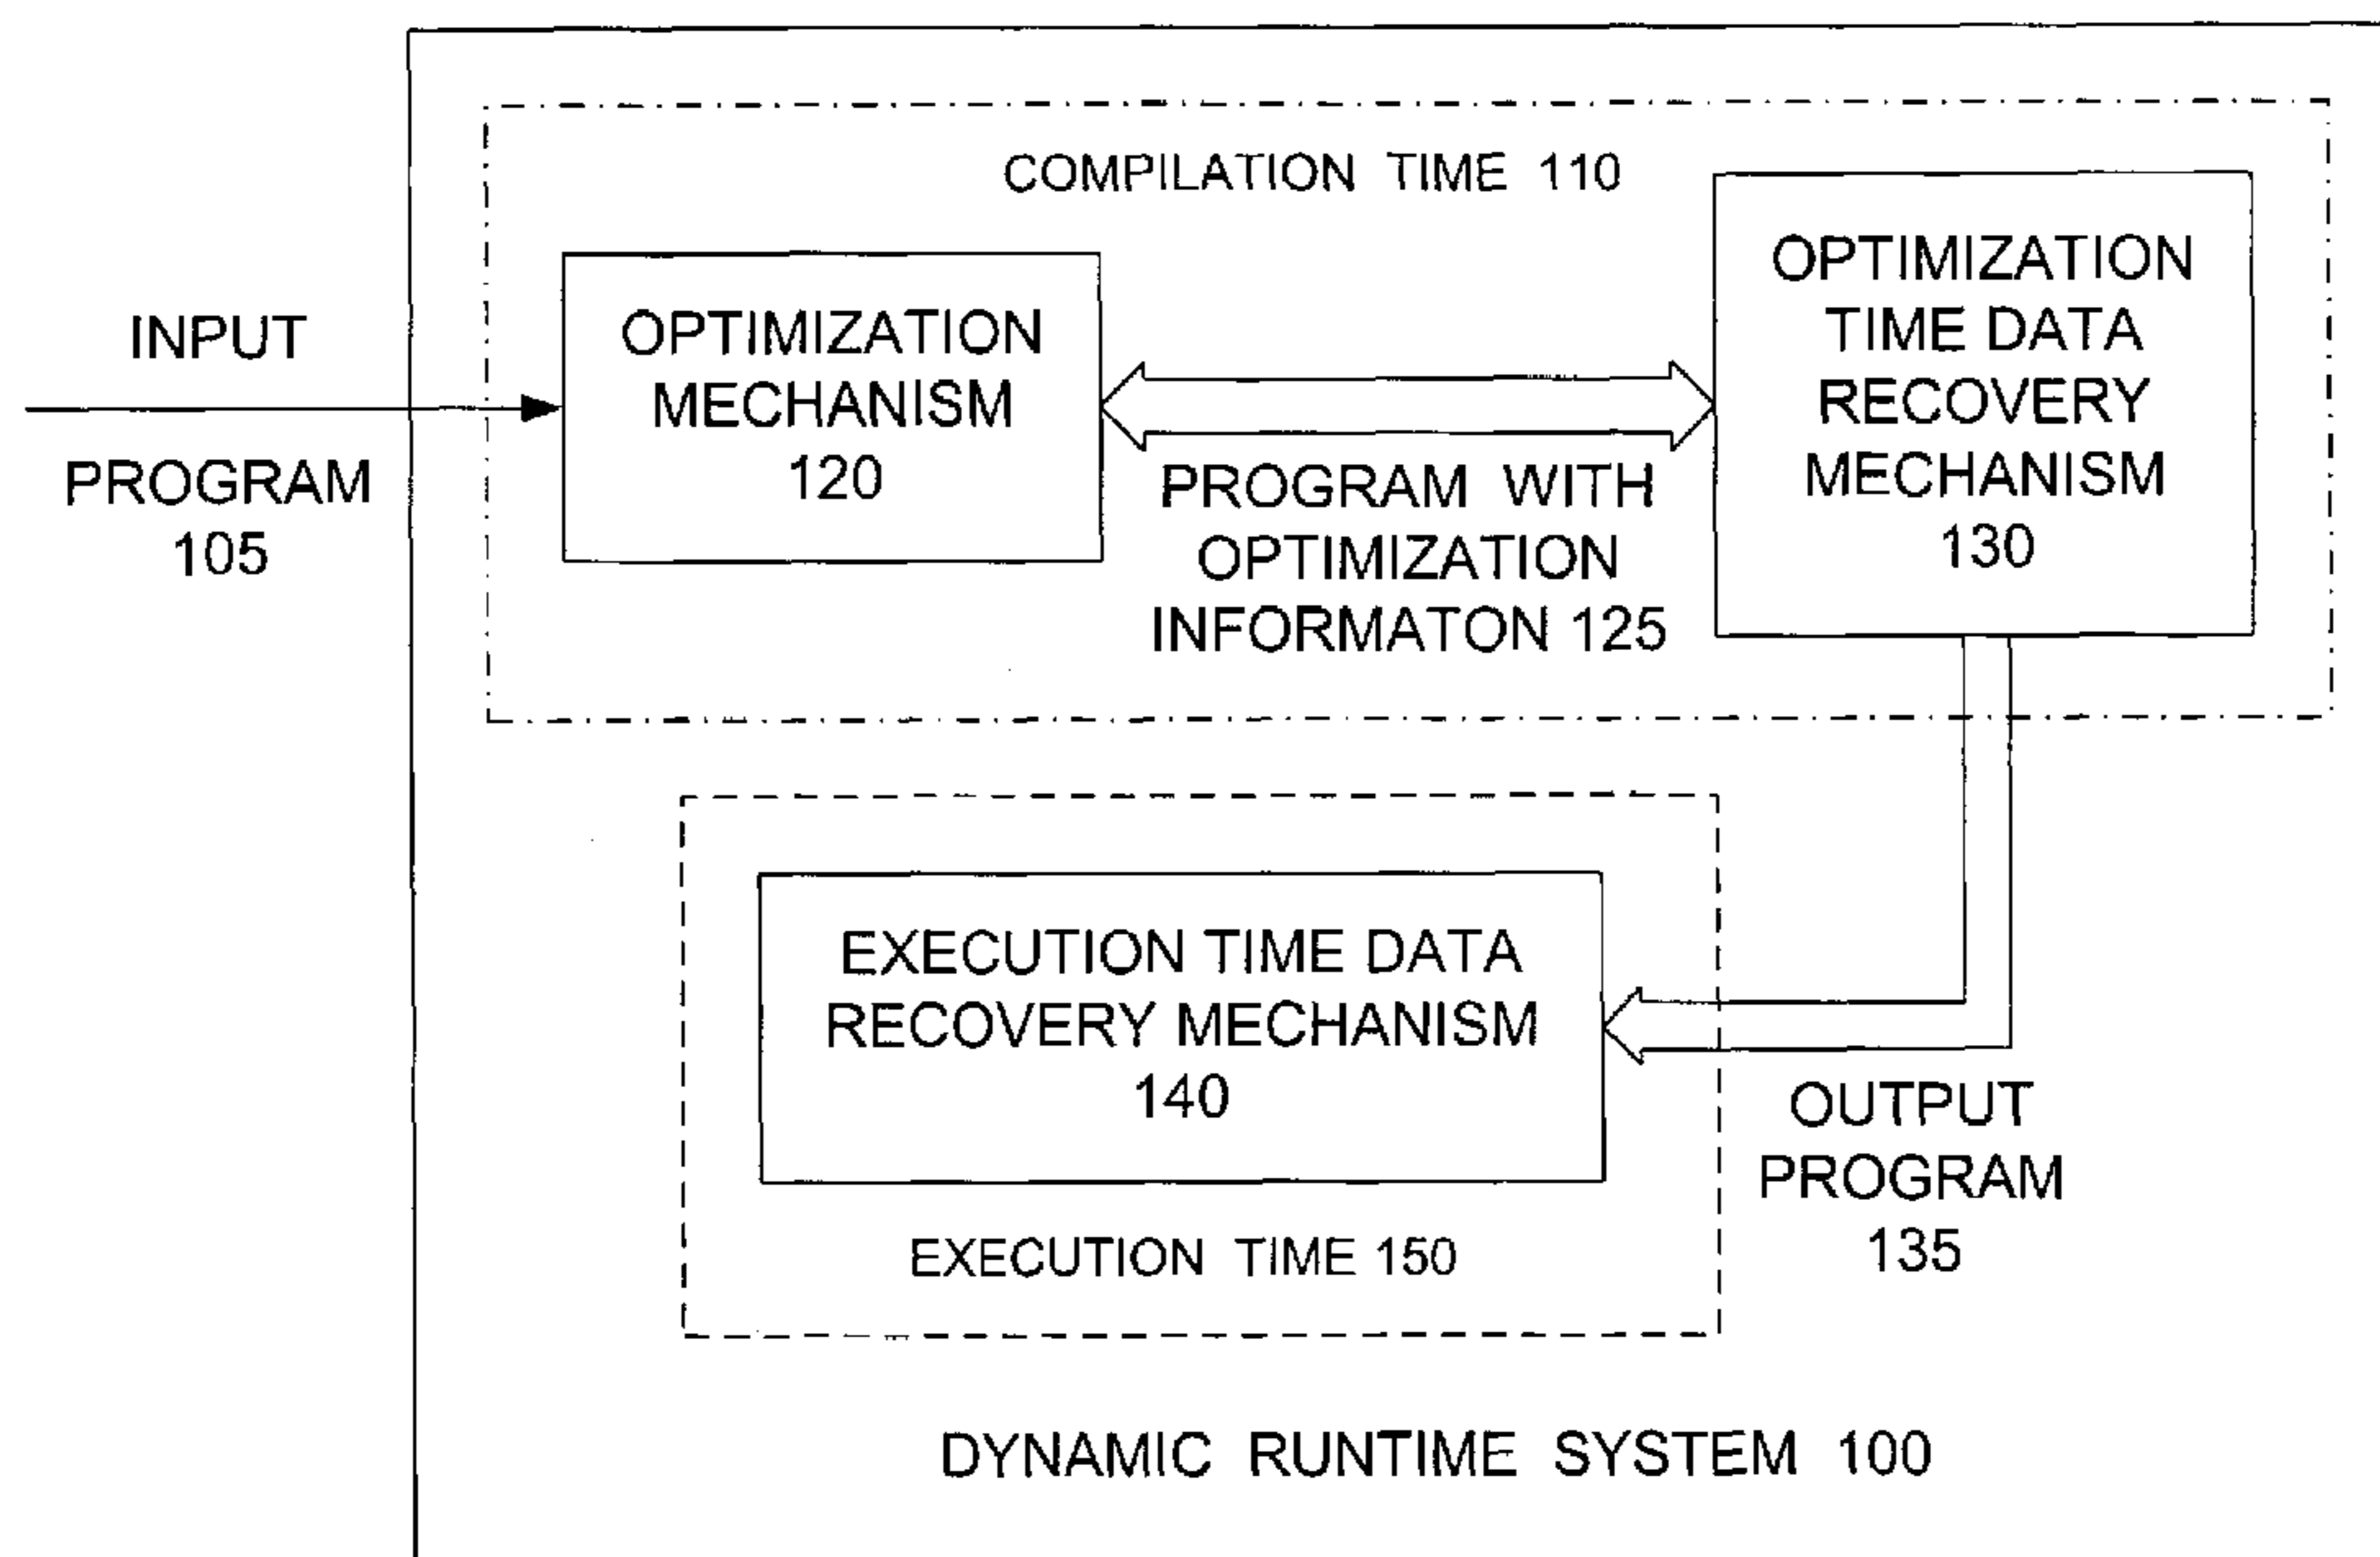 COMPILATION TIME 110
INPUT
PROGRAM
105
OPTIMIZATION
MECHANISM
120
PROGRAM WITH
OPTIMIZATION
INFORMATON 125
OPTIMIZATION
TIME DATA
RECOVERY
MECHANISM
130
EXECUTION TIME DATA
RECOVERY MECHANISM
140
EXECUTION TIME 150
OUTPUT
PROGRAM
135
DYNAMIC RUNTIME SYSTEM 100